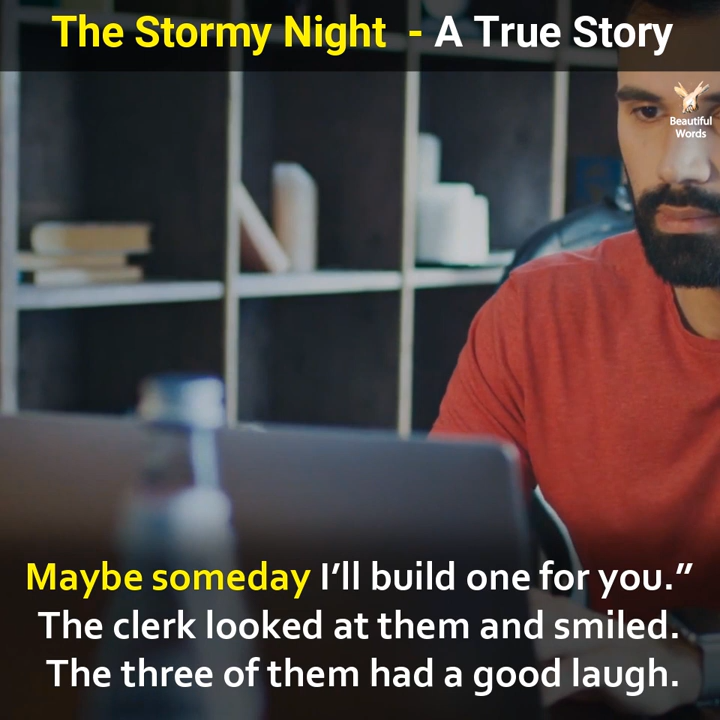 The Stormy Night - A True Story
Beautiful
Words
Maybe someday I’ll build one for you.”
The clerk looked at them and smiled.
The three of them had a good laugh.